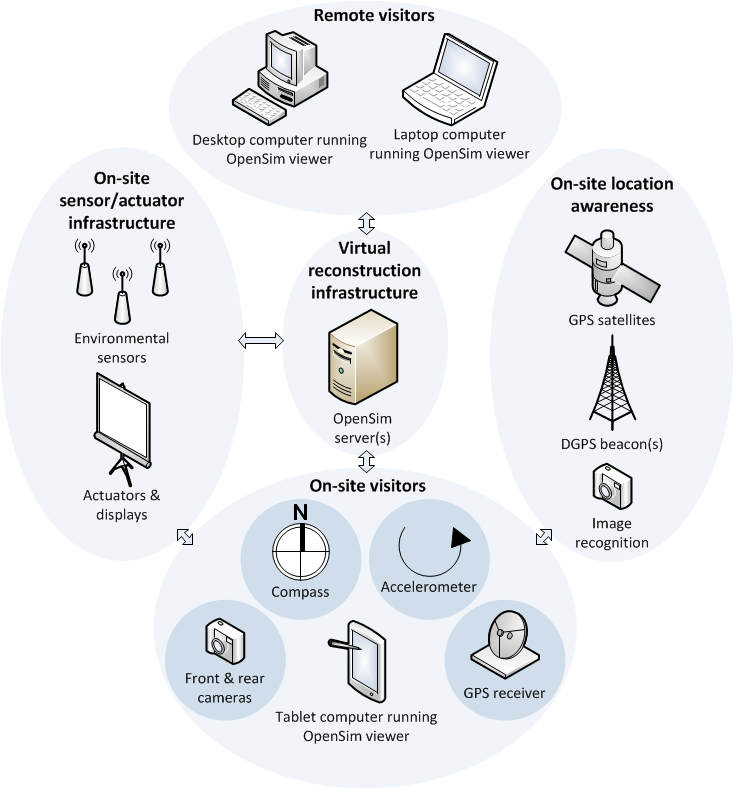 Remote visitors
Desktop computer running
OpenSim viewer
Laptop computer
running OpenSim viewer
On-site
sensor/actuator
infrastructure
Environmental
sensors
Actuators &
displays
Virtual
reconstruction
infrastructure
OpenSim
server(s)
On-site location
awareness
GPS satellites
DGPS beacon(s)
Image
recognition
On-site visitors
N
Compass
Accelerometer
Front & rear
cameras
Tablet computer running
OpenSim viewer
GPS receiver